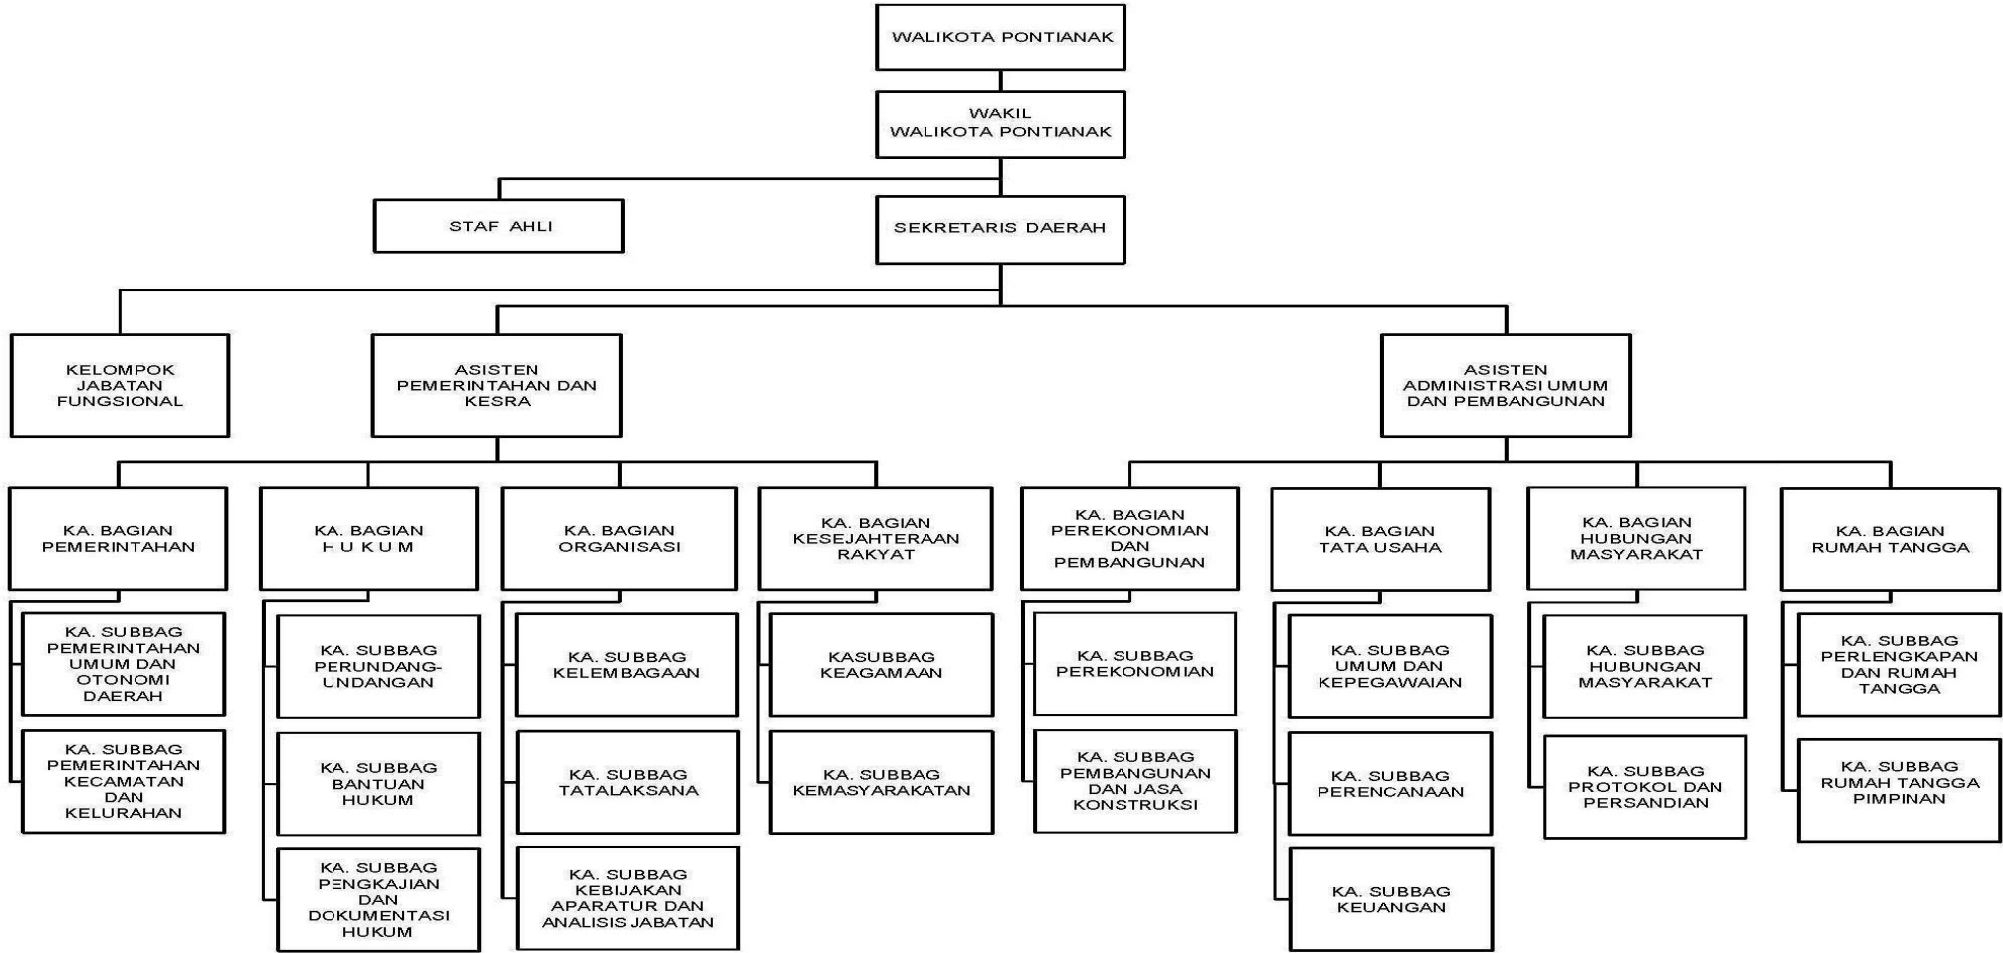 WALIKOTA PONTIANAK
WAKIL
WALIKOTA PONTIANAK
STAF AHLI
SEKRETARIS DAERAH
KELOMPOK
JABATAN
FUNGSIONAL
ASISTEN
PEMERINTAHAN DAN
KESRA
ASISTEN
ADMINISTRASI UMUM
DAN PEMBANGUNAN
KA. BAGIAN
PEMERINTAHAN
KA. BAGIAN
H U K U M
KA. BAGIAN
ORGANISASI
KA. BAGIAN
KESEJAHTERAAN
RAKYAT
KA. BAGIAN
PEREKONOMIAN
DAN
PEMBANGUNAN
KA. BAGIAN
TATA USAHA
KA. BAGIAN
HUBUNGAN
MASYARAKAT
KA. BAGIAN
RUMAH TANGGA
KA. SUBBAG
PEMERINTAHAN
UMUM DAN
OTONOMI
DAERAH
KA. SUBBAG
PERUNDANG-
UNDANGAN
KA. SUBBAG
KELEMBAGAAN
KASUBBAG
KEAGAMAAN
KA. SUBBAG
PEREKONOMIAN
KA. SUBBAG
UMUM DAN
KEPEGAWAIAN
KA. SUBBAG
HUBUNGAN
MASYARAKAT
KA. SUBBAG
PERLENGKAPAN
DAN RUMAH
TANGGA
KA. SUBBAG
PEMERINTAHAN
KECAMATAN
DAN
KELURAHAN
KA. SUBBAG
BANTUAN
HUKUM
KA. SUBBAG
TATALAKSANA
KA. SUBBAG
KEMASYARAKATAN
KA. SUBBAG
PEMBANGUNAN
DAN JASA
KONSTRUKSI
KA. SUBBAG
PERENCANAAN
KA. SUBBAG
PROTOKOL DAN
PERSANDIAN
KA. SUBBAG
RUMAH TANGGA
PIMPINAN
KA. SUBBAG
PENGKAJIAN
DAN
DOKUMENTASI
HUKUM
KA. SUBBAG
KEBIJAKAN
APARATUR DAN
ANALISIS JABATAN
KA. SUBBAG
KEUANGAN